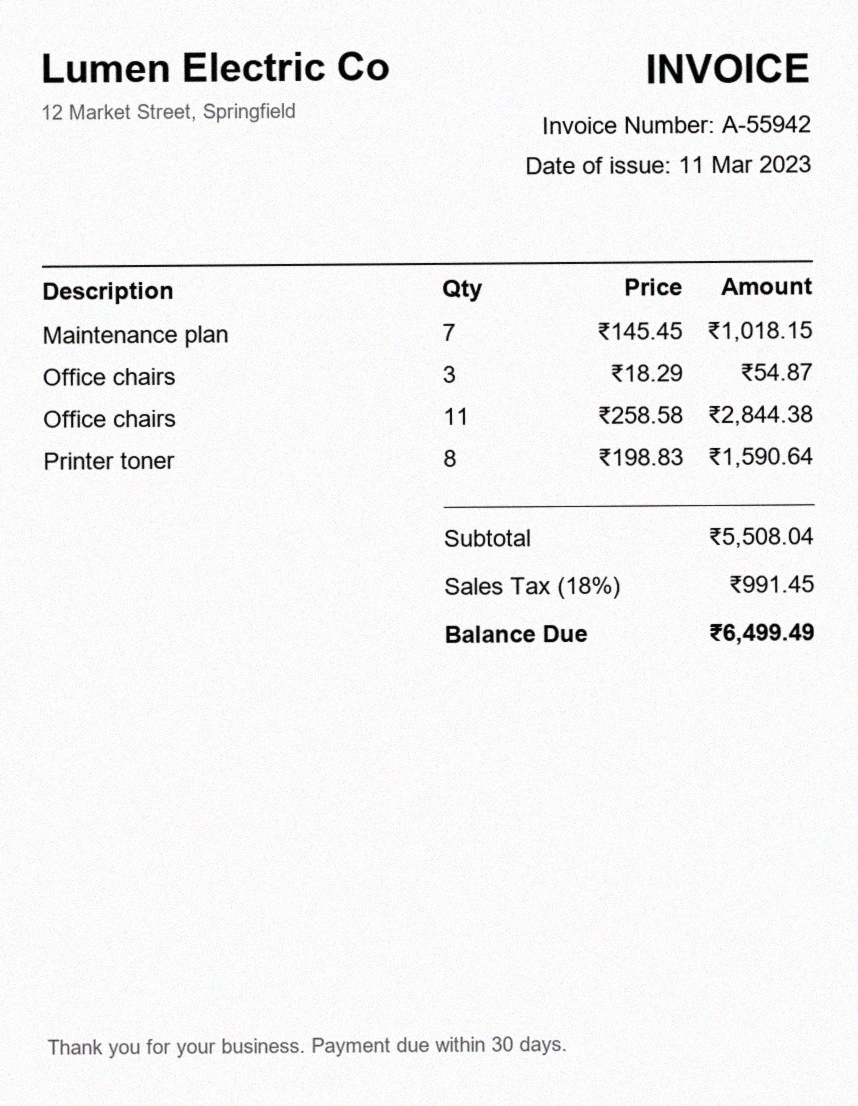 Lumen Electric Co
INVOICE
12 Market Street, Springfield
Invoice Number: A-55942
Date of issue: 11 Mar 2023
Description Qty Price Amount
Maintenance plan 7 ₹145.45 ₹1,018.15
Office chairs 3 ₹18.29 ₹54.87
Office chairs 11 ₹258.58 ₹2,844.38
Printer toner 8 ₹198.83 ₹1,590.64
Subtotal ₹5,508.04
Sales Tax (18%) ₹991.45
Balance Due ₹6,499.49
Thank you for your business. Payment due within 30 days.